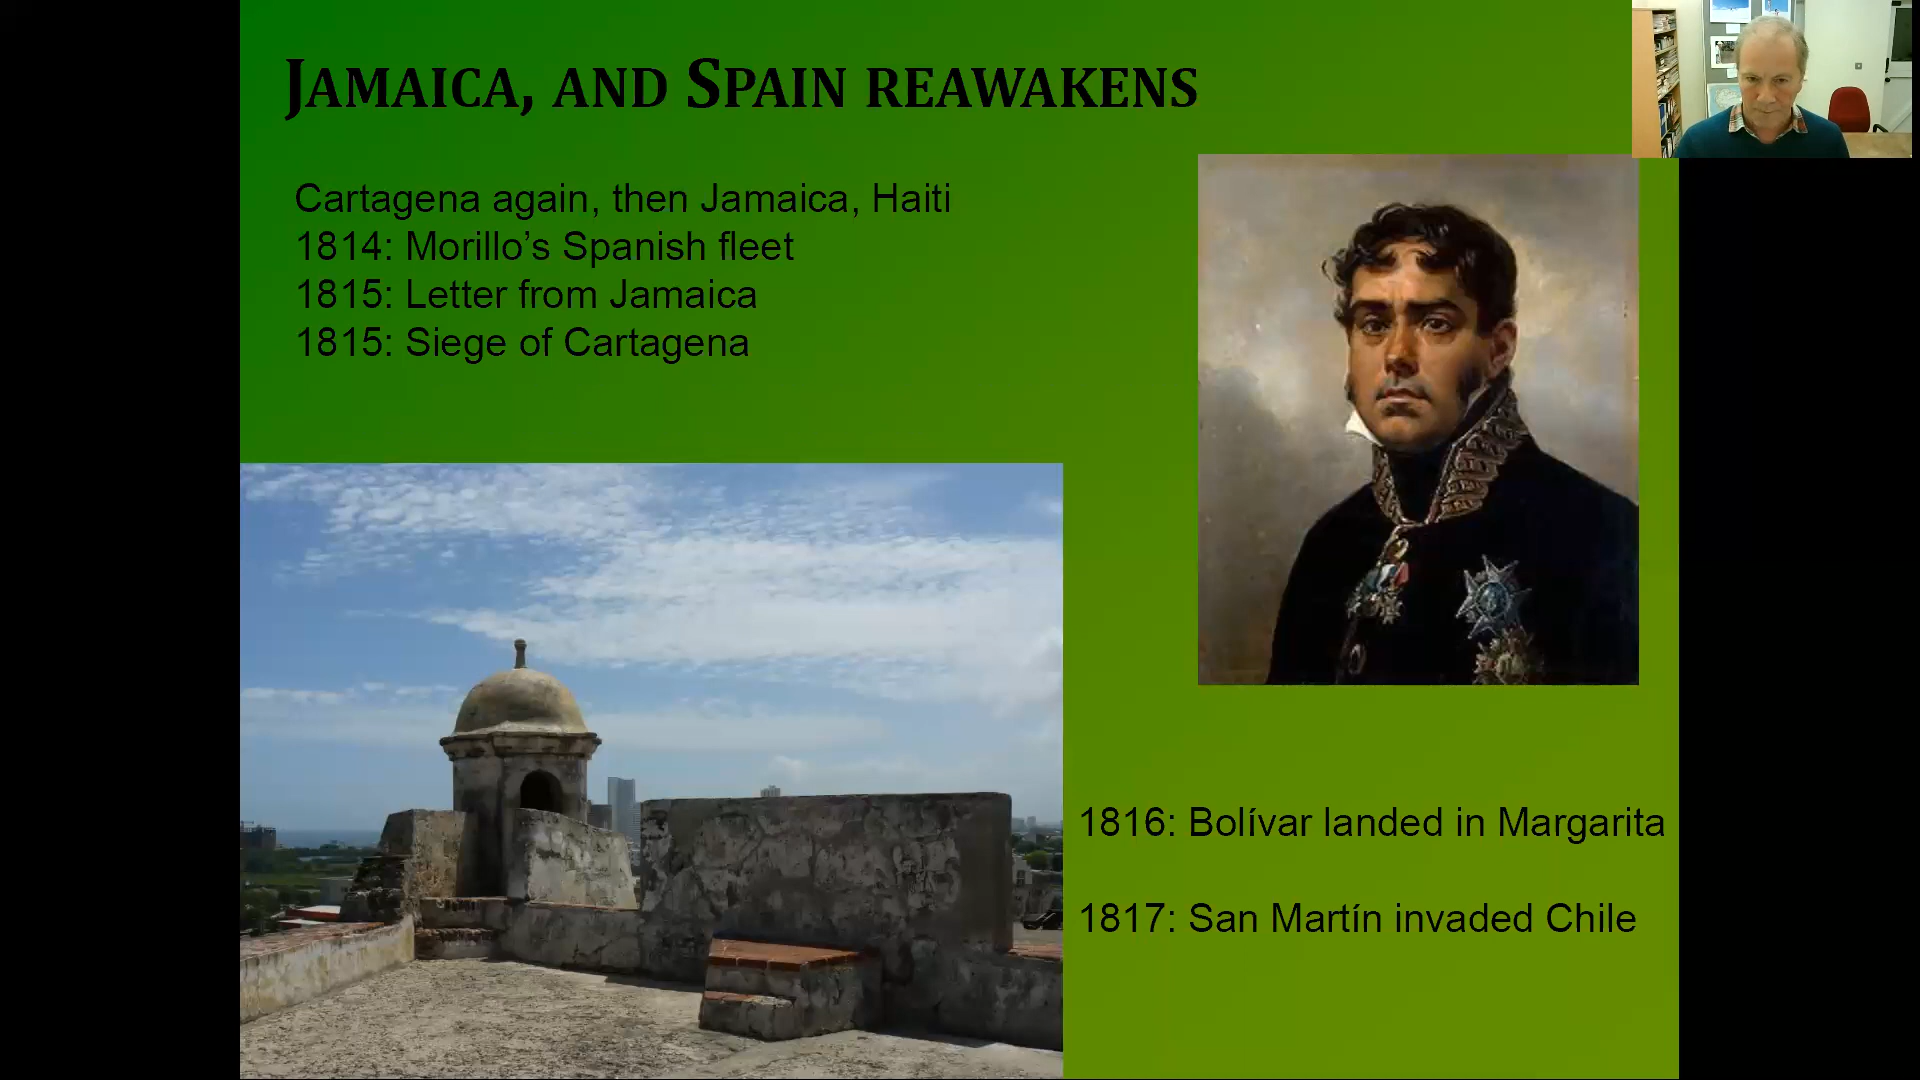 JAMAICA, AND SPAIN REAWAKENS
Cartagena again, then Jamaica, Haiti
1814: Morillo’s Spanish fleet
1815: Letter from Jamaica
1815: Siege of Cartagena
1816: Bolívar landed in Margarita
1817: San Martín invaded Chile